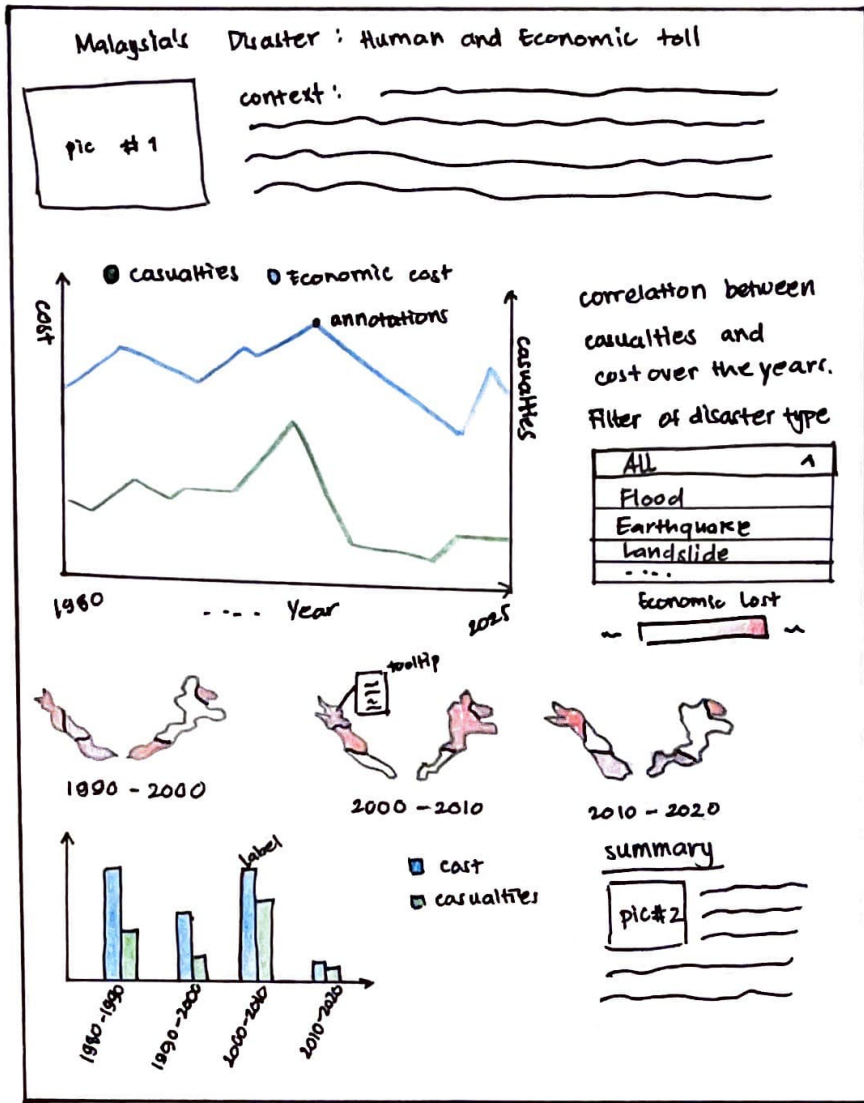 Malaysia's Disaster : Human and Economic toll
pic #1
context :
casualties
Economic cost
cost
annotations
casualties
1980
.... Year
2025
correlation between
casualties and
cost over the years.
Filter of disaster type
All ^
Flood
Earthquake
Landslide
....
Economic Lost
~ ~
tooltip
1990 - 2000
2000 - 2010
2010 - 2020
label
cost
casualties
1980-1990
1990-2000
2000-2010
2010-2020
summary
pic#2